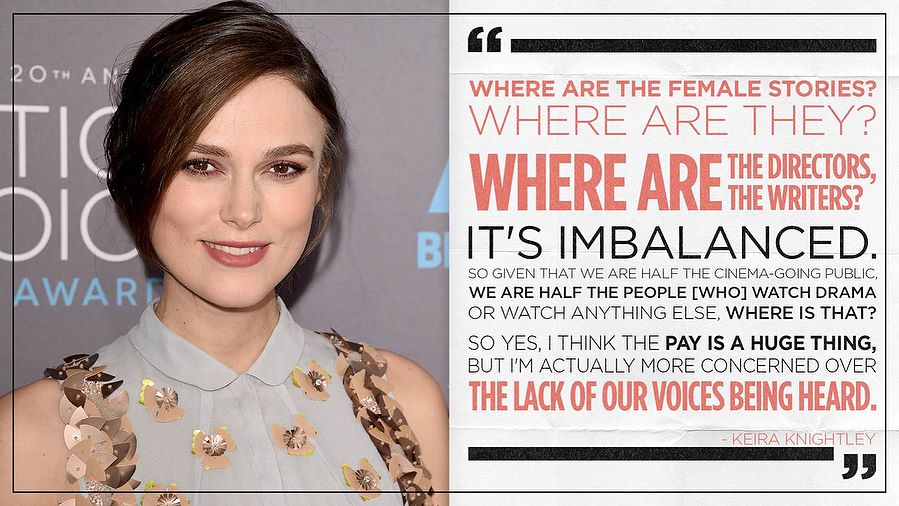 20TH AN
TIC
OIC
AWARD
B
“
WHERE ARE THE FEMALE STORIES?
WHERE ARE THEY?
WHERE ARE THE DIRECTORS,
THE WRITERS?
IT'S IMBALANCED.
SO GIVEN THAT WE ARE HALF THE CINEMA-GOING PUBLIC,
WE ARE HALF THE PEOPLE [WHO] WATCH DRAMA
OR WATCH ANYTHING ELSE, WHERE IS THAT?
SO YES, I THINK THE PAY IS A HUGE THING,
BUT I'M ACTUALLY MORE CONCERNED OVER
THE LACK OF OUR VOICES BEING HEARD.
- KEIRA KNIGHTLEY
”